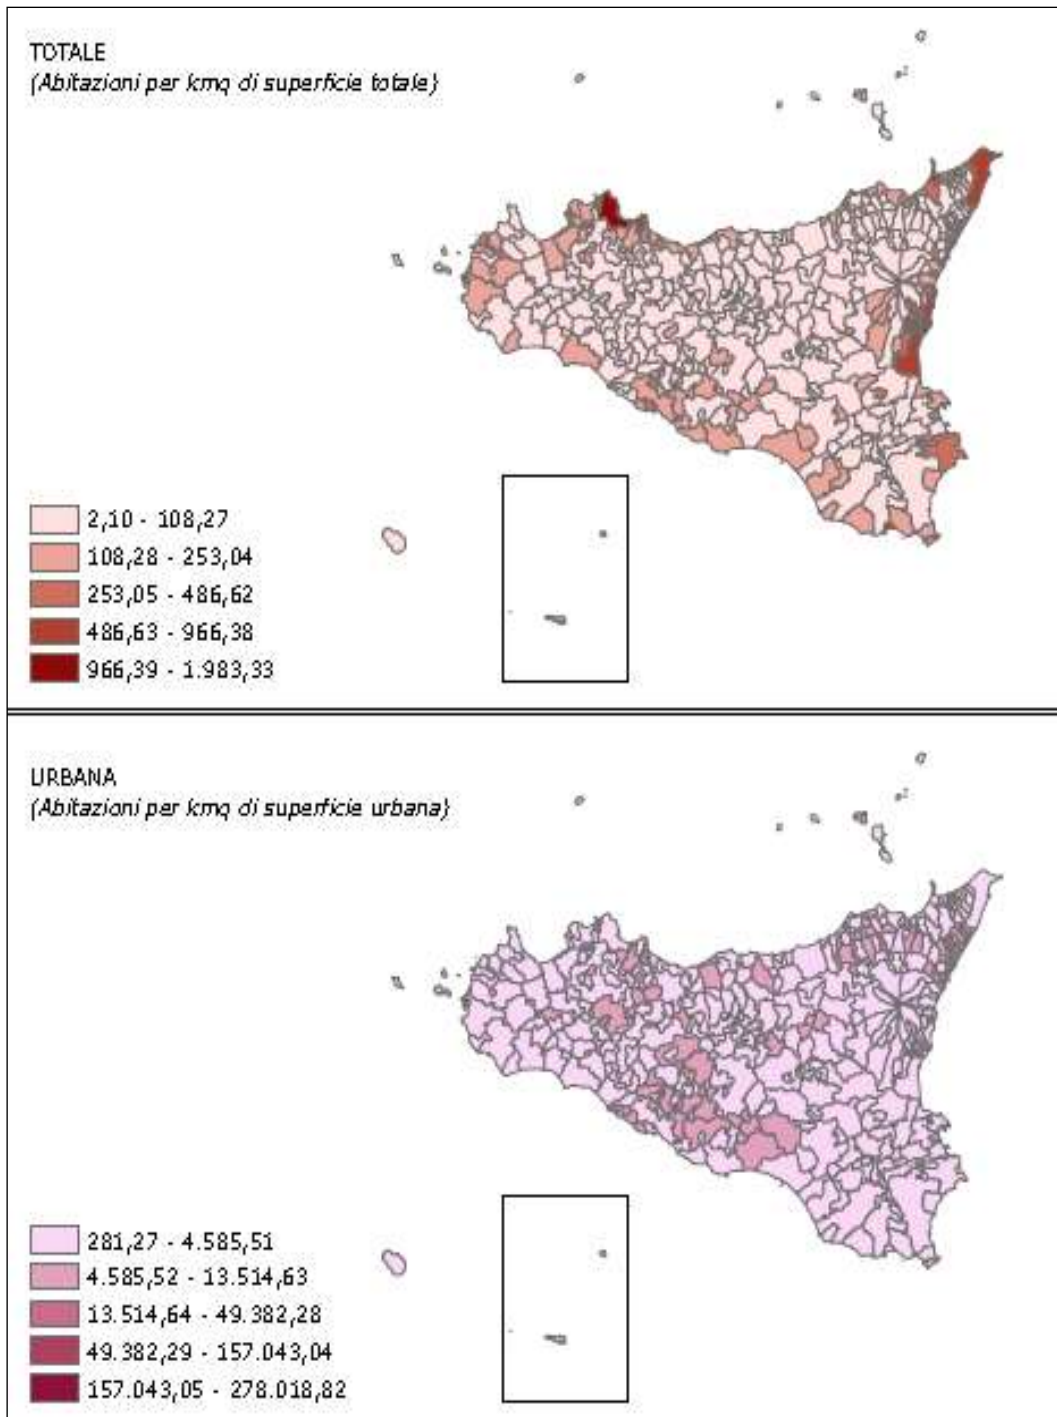 TOTALE
(Abitazioni per kmq di superficie totale)
2,10 - 108,27
108,28 - 253,04
253,05 - 486,62
486,63 - 966,38
966,39 - 1.983,33
URBANA
(Abitazioni per kmq di superficie urbana)
281,27 - 4.585,51
4.585,52 - 13.514,63
13.514,64 - 49.382,28
49.382,29 - 157.043,04
157.043,05 - 278.018,82